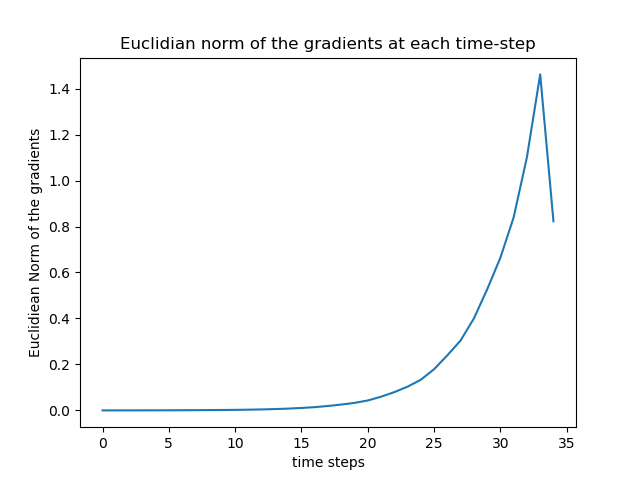 Euclidian norm of the gradients at each time-step
Euclidiean Norm of the gradients
1.4
1.2
1.0
0.8
0.6
0.4
0.2
0.0
0 5 10 15 20 25 30 35
time steps